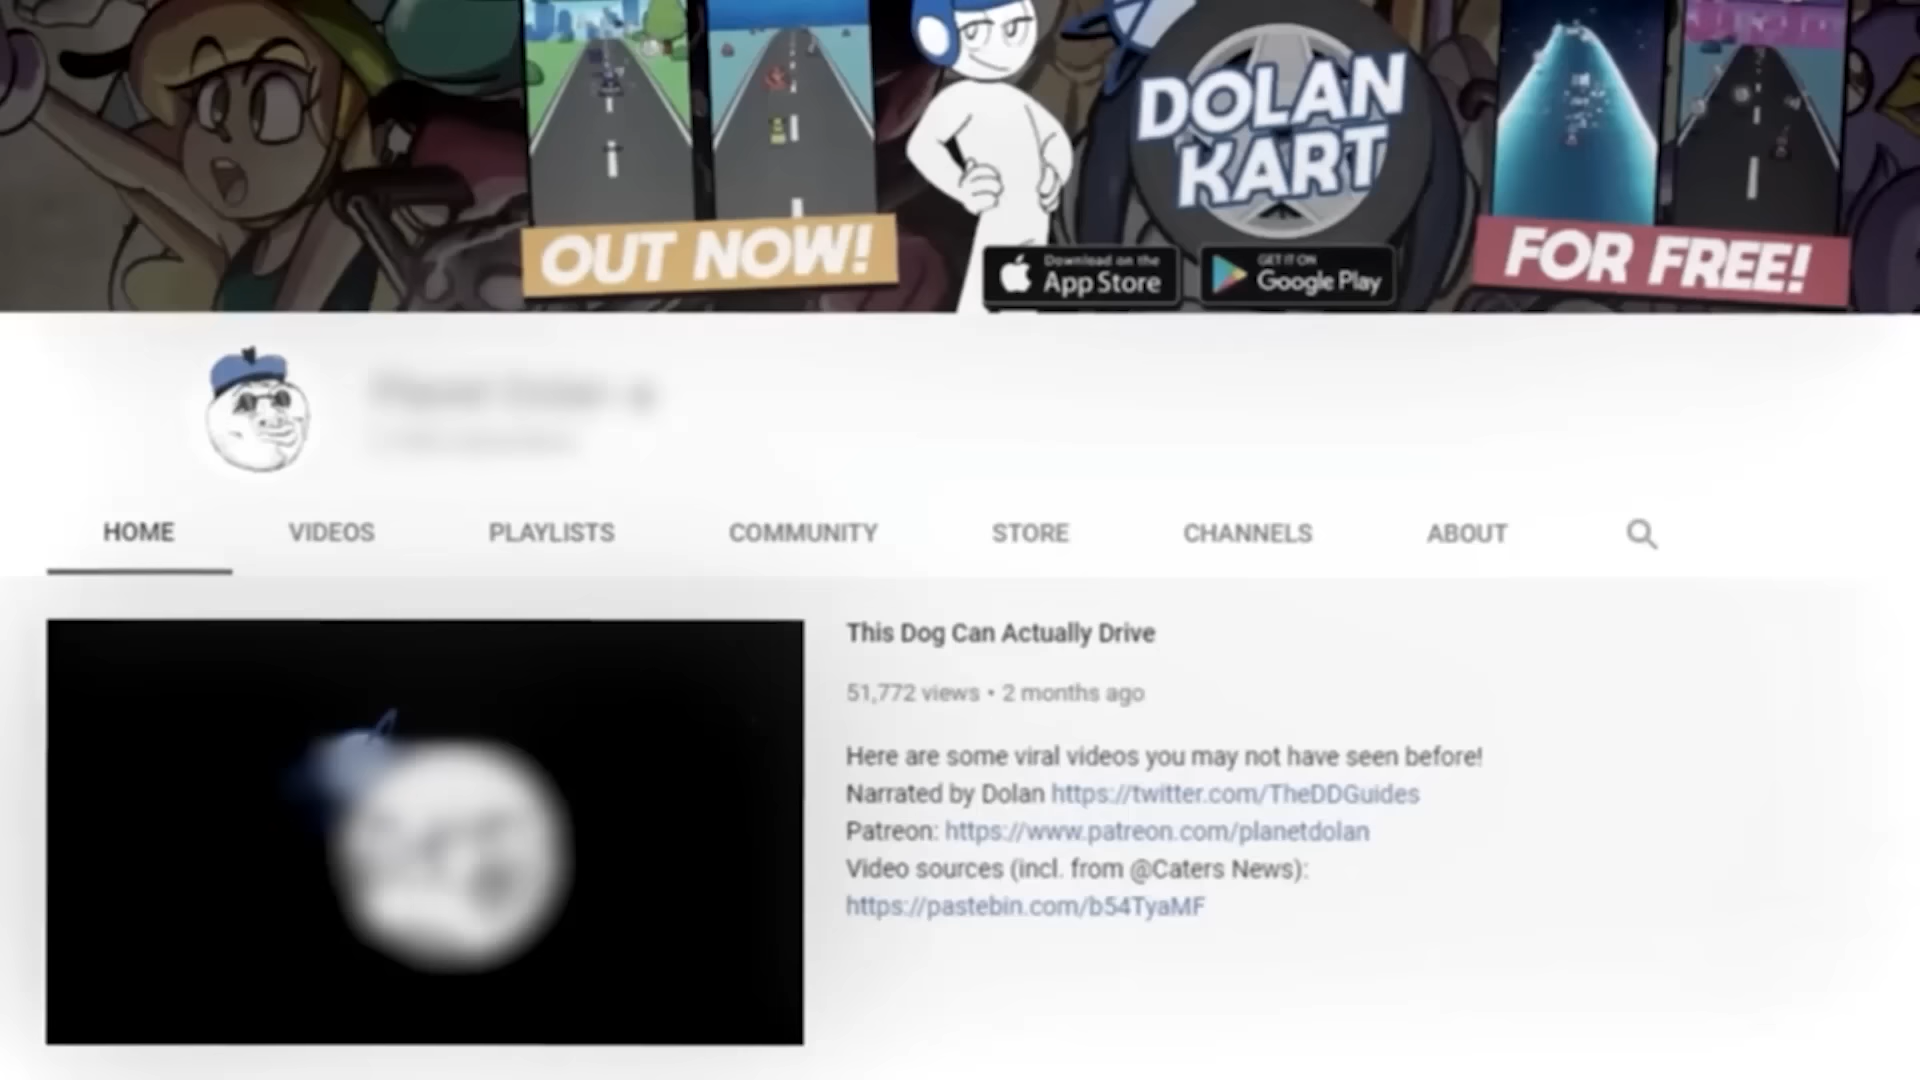 DOLAN
KART
OUT NOW!
Download on the
App Store
GET IT ON
Google Play
FOR FREE!
HOME VIDEOS PLAYLISTS COMMUNITY STORE CHANNELS ABOUT
This Dog Can Actually Drive
51,772 views • 2 months ago
Here are some viral videos you may not have seen before!
Narrated by Dolan https://twitter.com/TheDDGuides
Patreon: https://www.patreon.com/planetdolan
Video sources (incl. from @Caters News):
https://pastebin.com/b54TyaMF